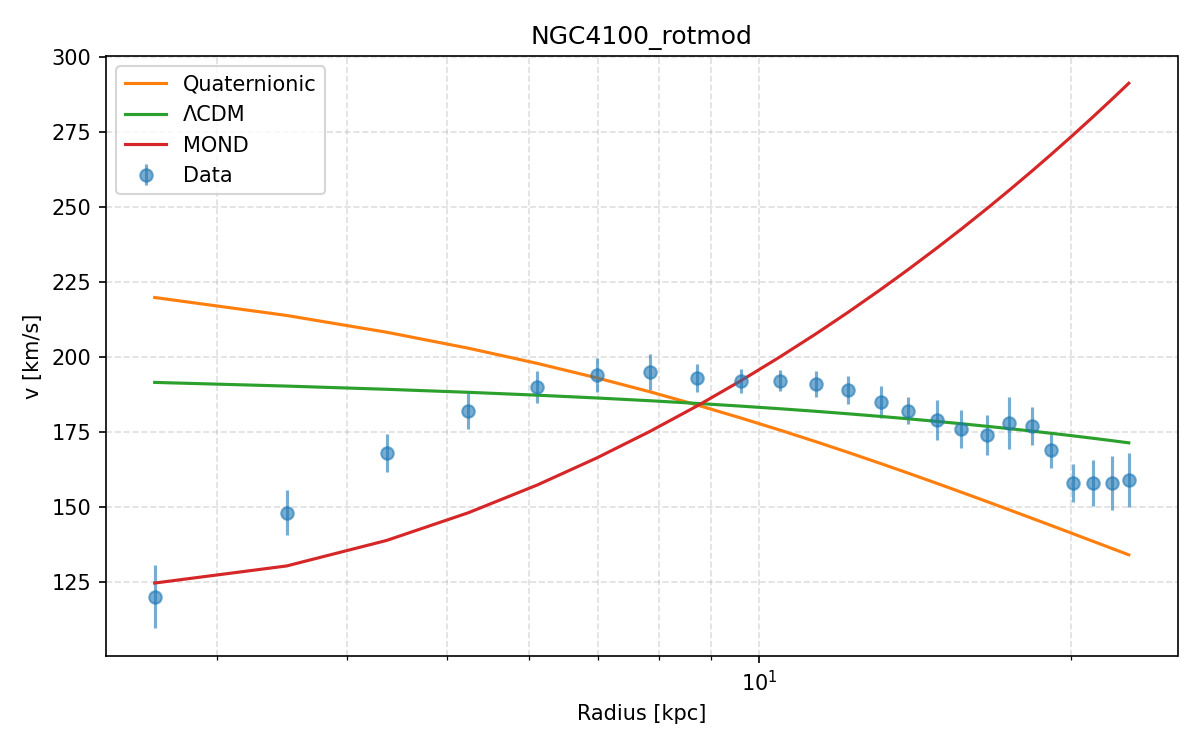 NGC4100_rotmod
300
275
250
225
200
175
150
125
v [km/s]
Quaternionic
ΛCDM
MOND
Data
10¹
Radius [kpc]